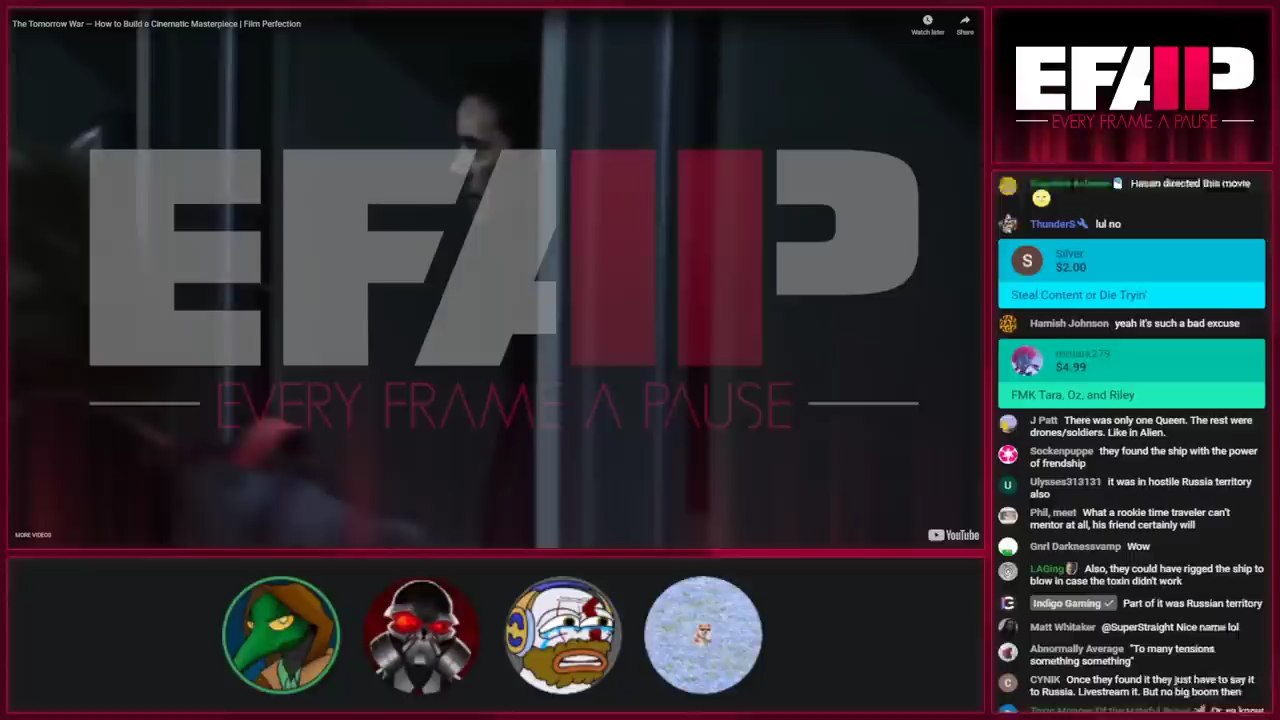 The Tomorrow War – How to Build a Cinematic Masterpiece | Film Perfection
Watch later
Share
EFAP
EVERY FRAME A PAUSE
MORE VIDEOS
YouTube
EFAP
EVERY FRAME A PAUSE
Hasan directed this movie
ThunderS lul no
S
Silver
$2.00
Steal Content or Die Tryin'
Hamish Johnson yeah it's such a bad excuse
mmark279
$4.99
FMK Tara, Oz, and Riley
J Patt There was only one Queen. The rest were
drones/soldiers. Like in Alien.
Sockenpuppe they found the ship with the power
of frendship
U
Ulysses313131 it was in hostile Russia territory
also
Phil, meet What a rookie time traveler can't
mentor at all, his friend certainly will
Gnrl Darknessvamp Wow
LAGing Also, they could have rigged the ship to
blow in case the toxin didn't work
Indigo Gaming Part of it was Russian territory
Matt Whitaker @SuperStraight Nice name lol
Abnormally Average "To many tensions
something something"
C
CYNIK Once they found it they just have to say it
to Russia. Livestream it. But no big boom then